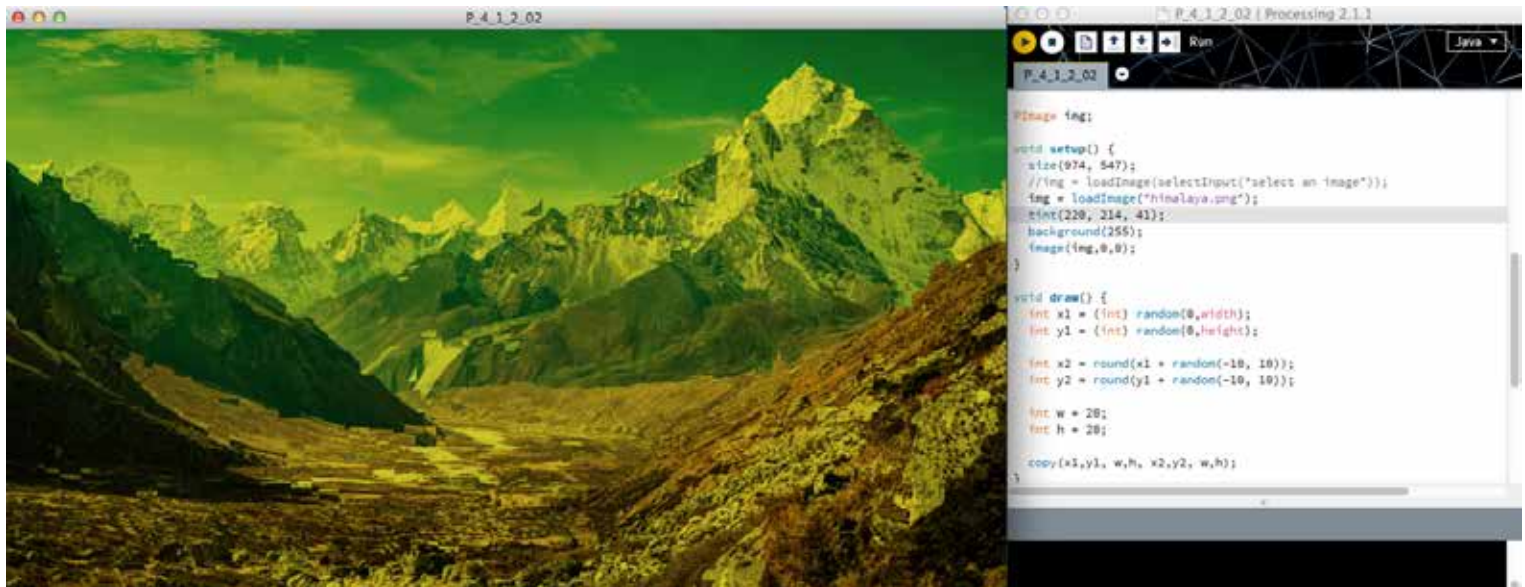 P_4_1_2_02
P_4_1_2_02 | Processing 2.1.1
Run
Java
P_4_1_2_02
PImage img;
void setup() {
size(974, 547);
//img = loadImage(selectInput("select an image"));
img = loadImage("himalaya.png");
tint(220, 214, 41);
background(255);
image(img,0,0);
}
void draw() {
int x1 = (int) random(0,width);
int y1 = (int) random(0,height);
int x2 = round(x1 + random(-10, 10));
int y2 = round(y1 + random(-10, 10));
int w = 20;
int h = 20;
copy(x1,y1, w,h, x2,y2, w,h);
}